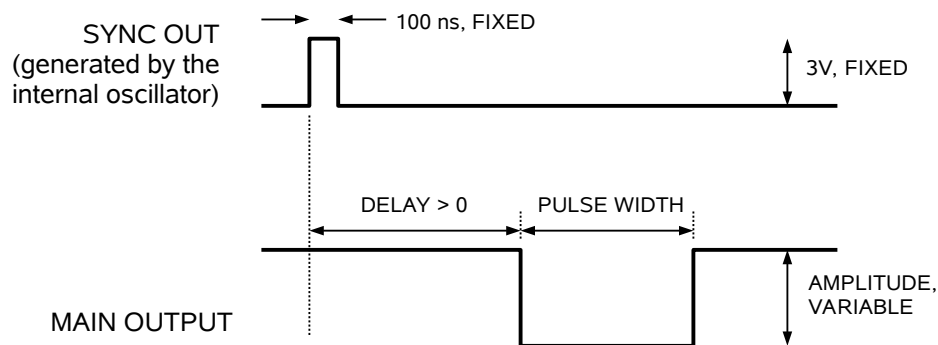 100 ns, FIXED
SYNC OUT
(generated by the
internal oscillator)
3V, FIXED
DELAY > 0
PULSE WIDTH
AMPLITUDE,
VARIABLE
MAIN OUTPUT